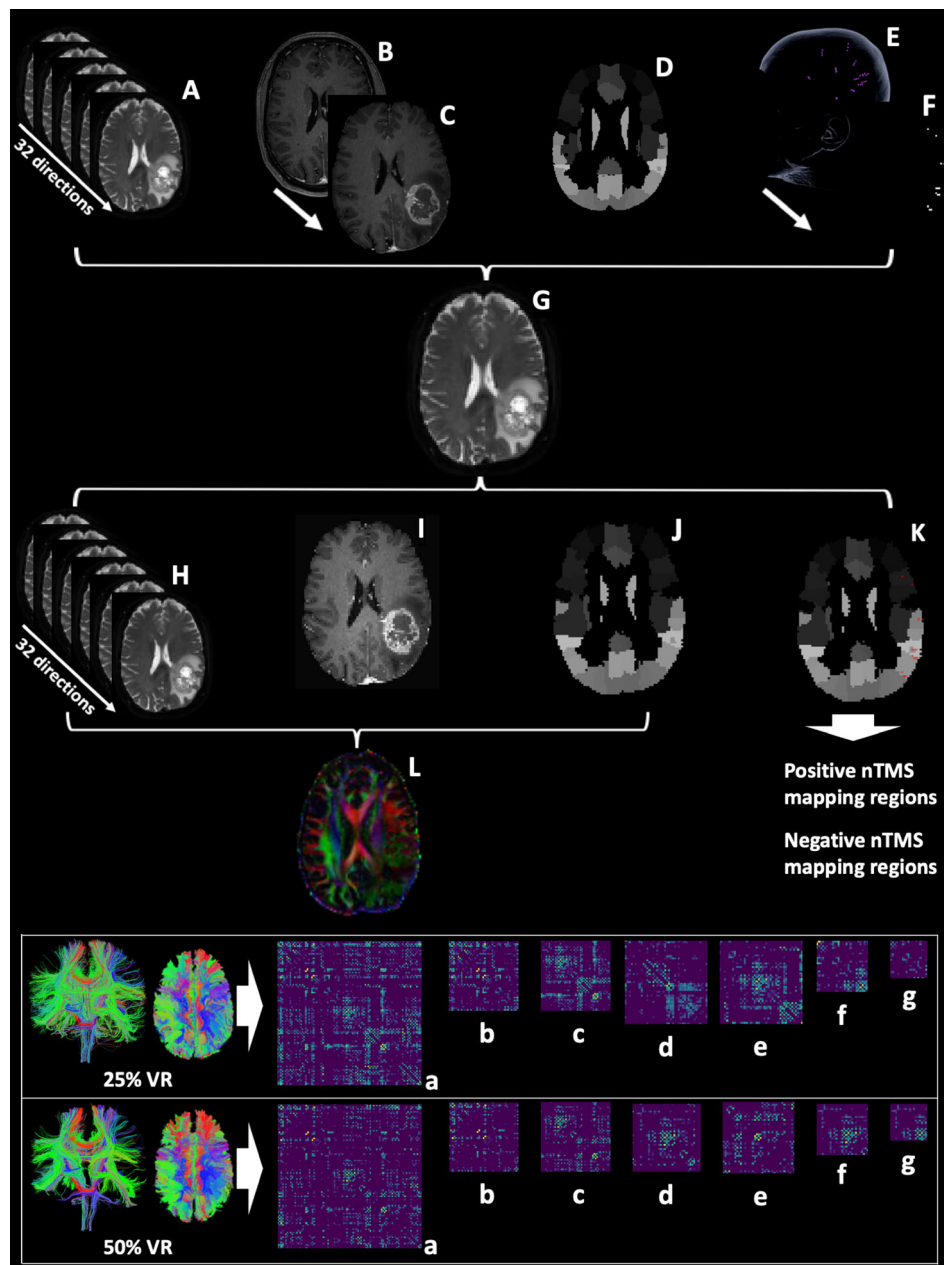 A
B
C
D
E
F
32 directions
G
H
I
J
K
32 directions
L
Positive nTMS
mapping regions
Negative nTMS
mapping regions
25% VR
a
b
c
d
e
f
g
50% VR
a
b
c
d
e
f
g